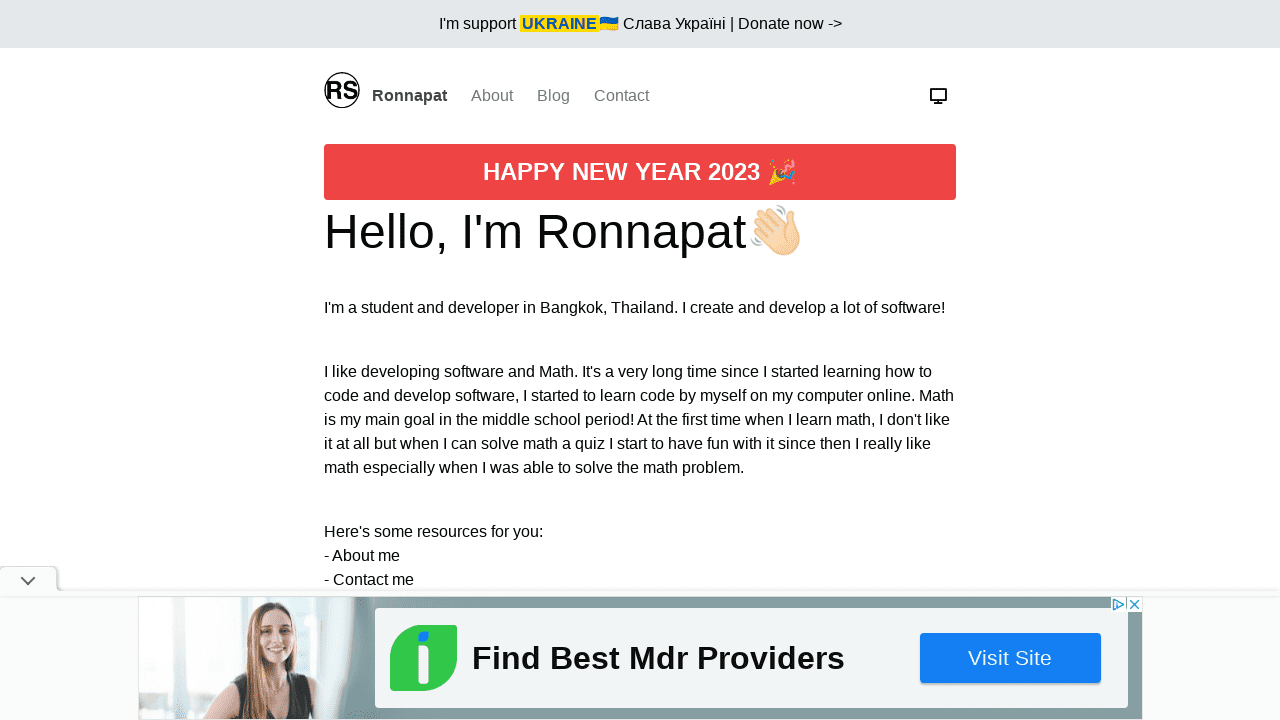 I'm support UKRAINE🇺🇦 Слава Україні | Donate now ->
RS Ronnapat About Blog Contact
HAPPY NEW YEAR 2023 🎉
Hello, I'm Ronnapat👋🏻
I'm a student and developer in Bangkok, Thailand. I create and develop a lot of software!
I like developing software and Math. It's a very long time since I started learning how to
code and develop software, I started to learn code by myself on my computer online. Math
is my main goal in the middle school period! At the first time when I learn math, I don't like
it at all but when I can solve math a quiz I start to have fun with it since then I really like
math especially when I was able to solve the math problem.
Here's some resources for you:
- About me
- Contact me
Find Best Mdr Providers
Visit Site